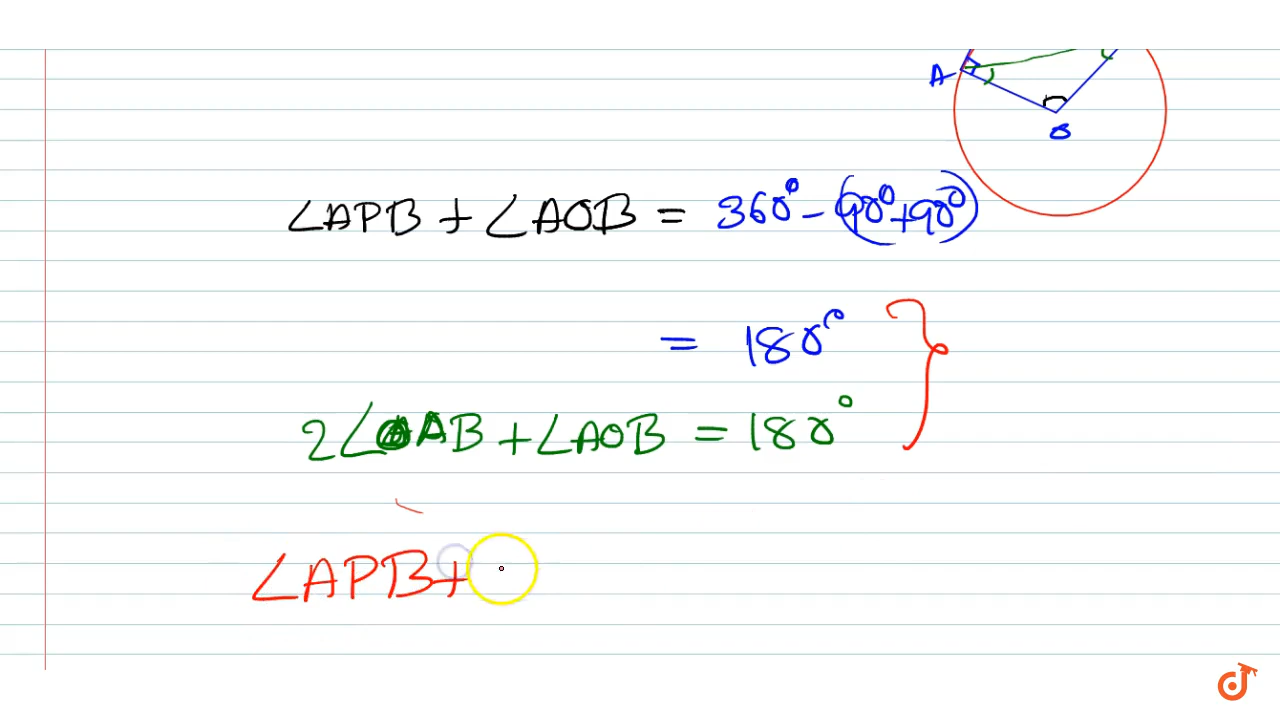 A
O
∠APB + ∠AOB = 360° - (90° + 90°)
= 180°
2∠OAB + ∠AOB = 180°
∠APB +